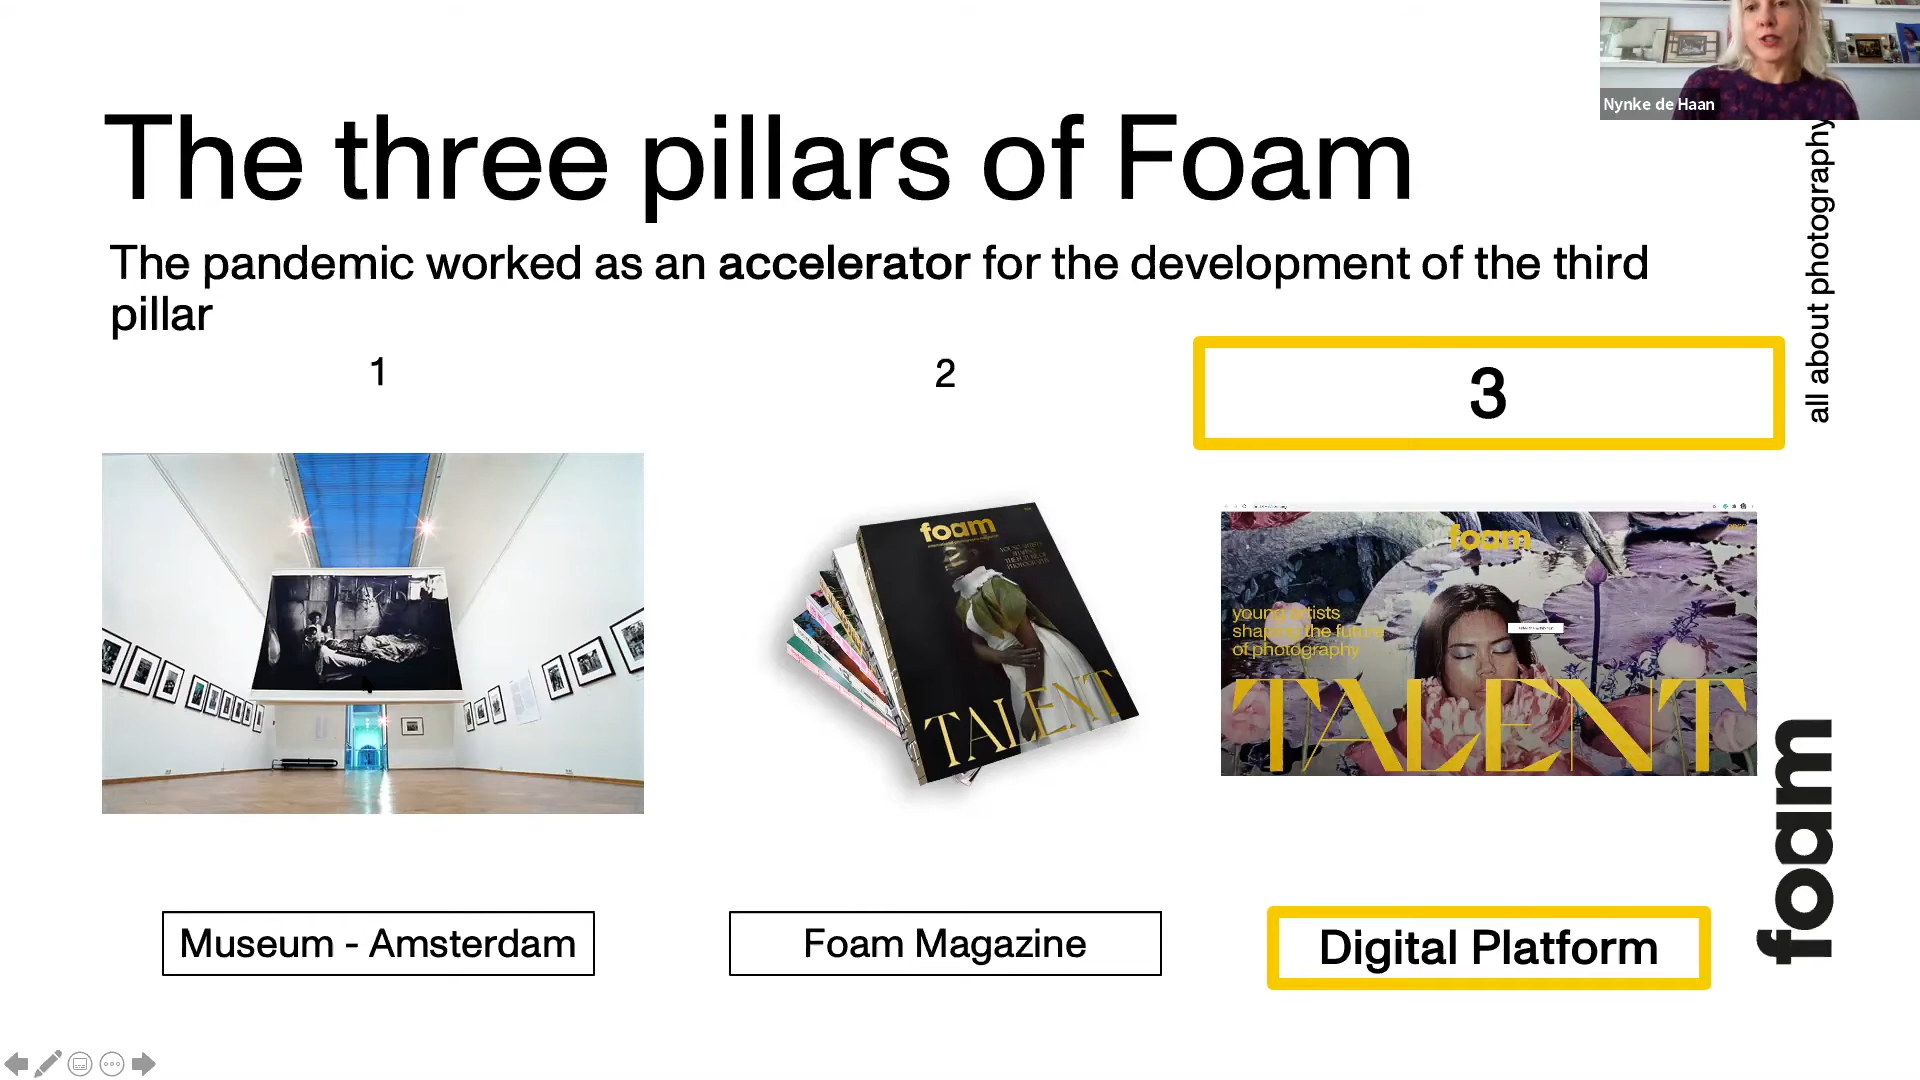 Nynke de Haan
The three pillars of Foam
all about photography
The pandemic worked as an accelerator for the development of the third
pillar
1
2
3
foam
TALENT
foam
young artists
shaping the future
of photography
TALENT
foam
Museum - Amsterdam
Foam Magazine
Digital Platform